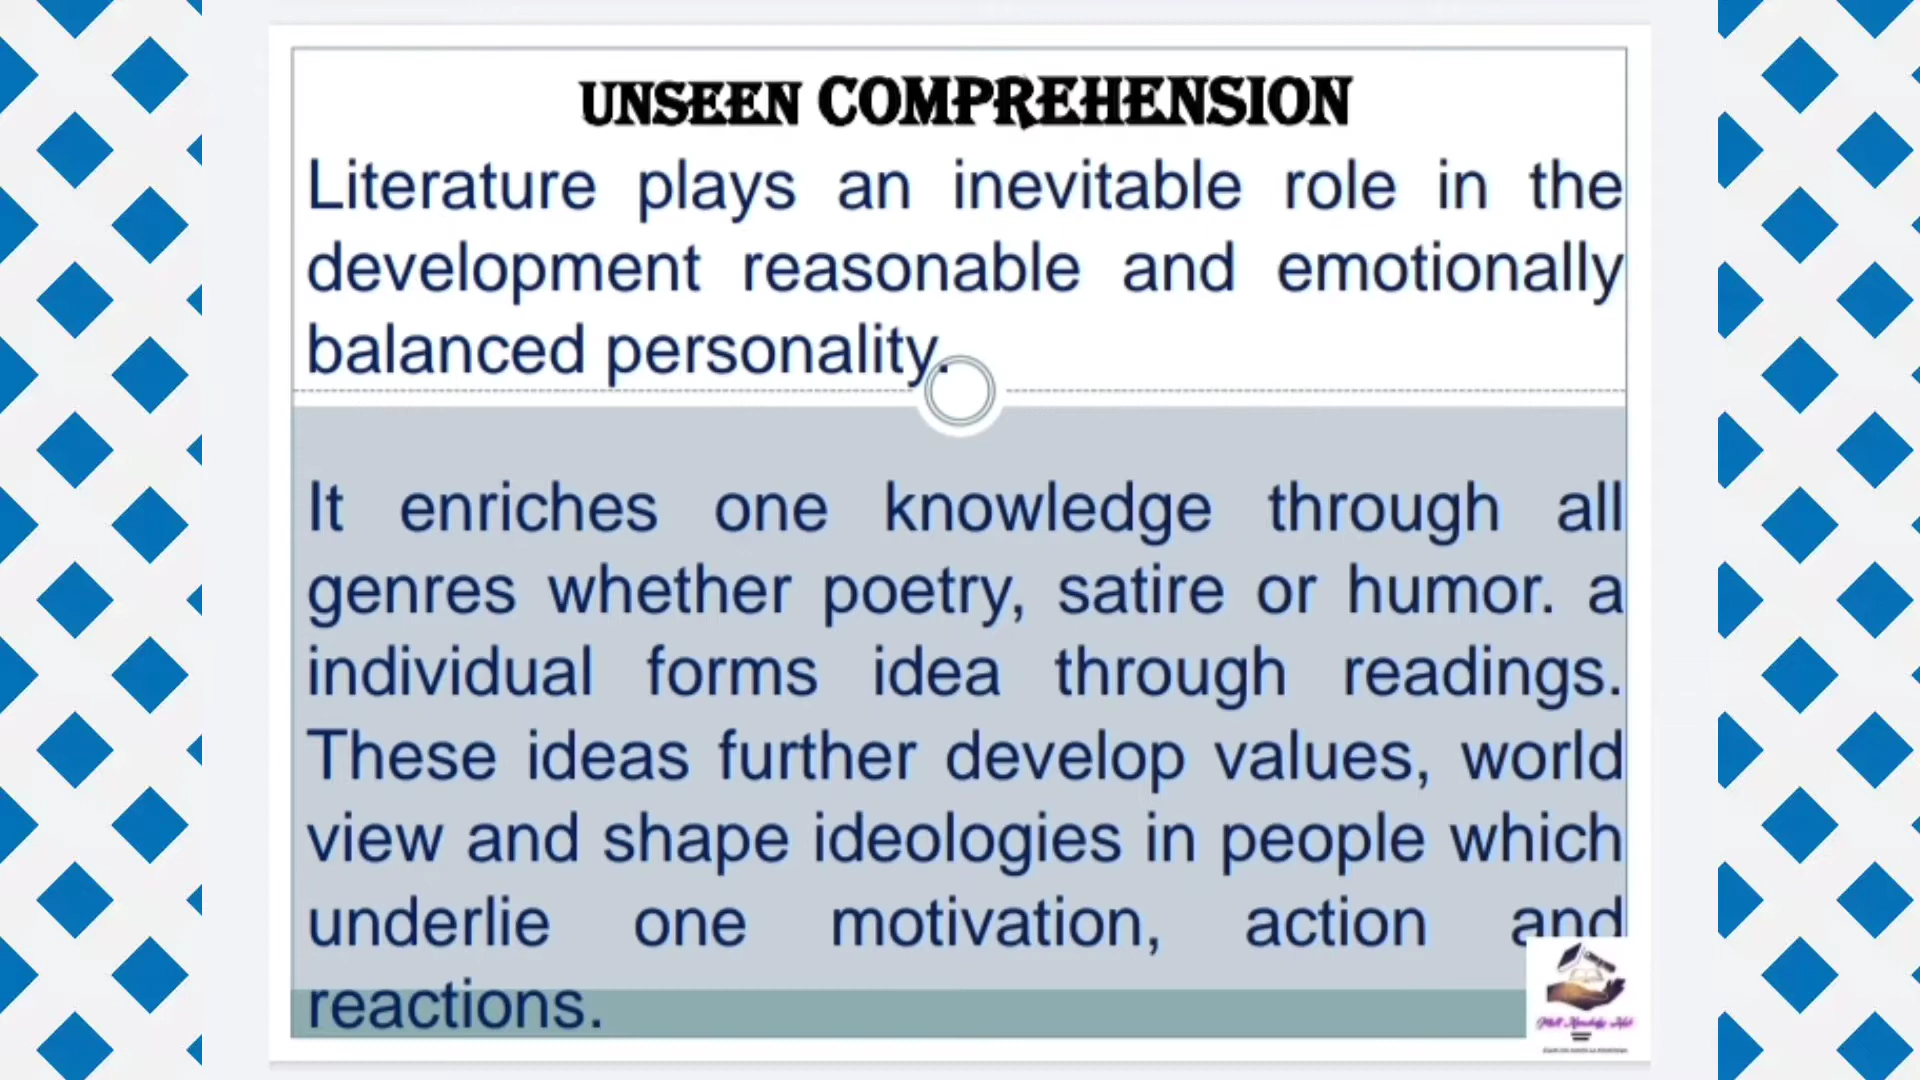 UNSEEN COMPREHENSION
Literature plays an inevitable role in the
development reasonable and emotionally
balanced personality.
It enriches one knowledge through all
genres whether poetry, satire or humor. a
individual forms idea through readings.
These ideas further develop values, world
view and shape ideologies in people which
underlie one motivation, action and
reactions.